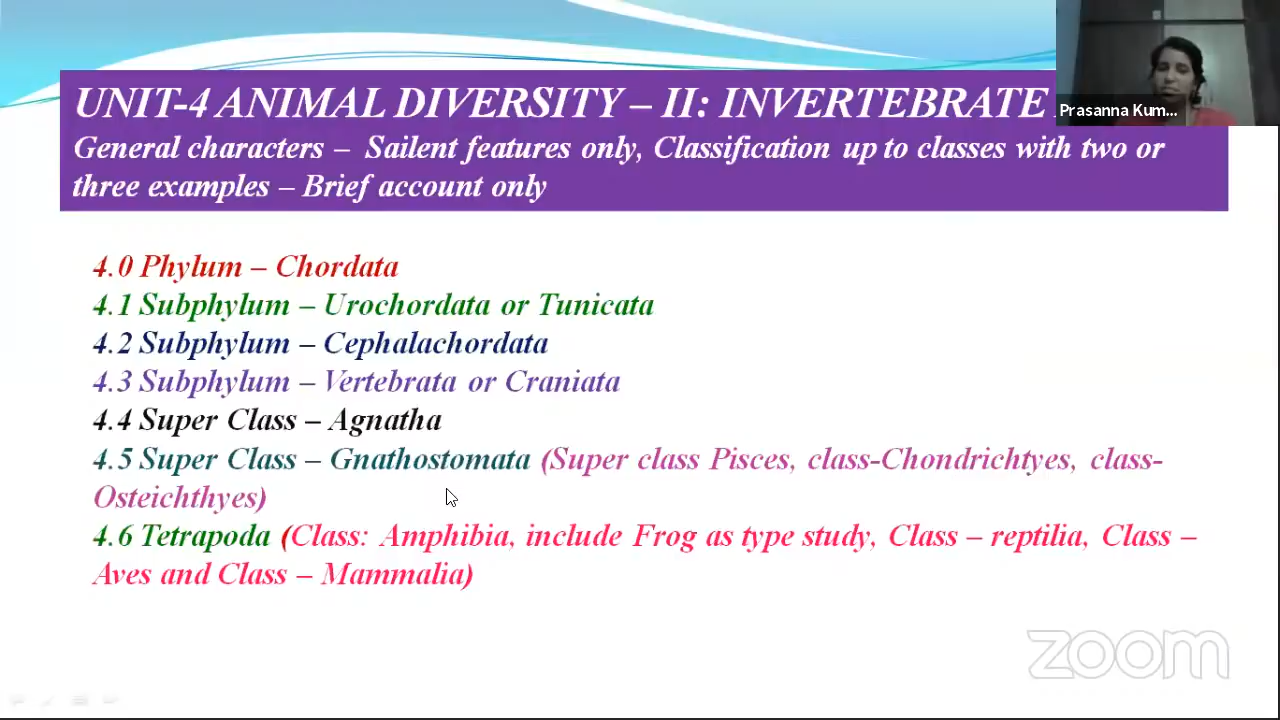 UNIT-4 ANIMAL DIVERSITY – II: INVERTEBRATE
General characters – Sailent features only, Classification up to classes with two or
three examples – Brief account only
Prasanna Kum...
4.0 Phylum – Chordata
4.1 Subphylum – Urochordata or Tunicata
4.2 Subphylum – Cephalachordata
4.3 Subphylum – Vertebrata or Craniata
4.4 Super Class – Agnatha
4.5 Super Class – Gnathostomata (Super class Pisces, class-Chondrichtyes, class-
Osteichthyes)
4.6 Tetrapoda (Class: Amphibia, include Frog as type study, Class – reptilia, Class –
Aves and Class – Mammalia)
zoom